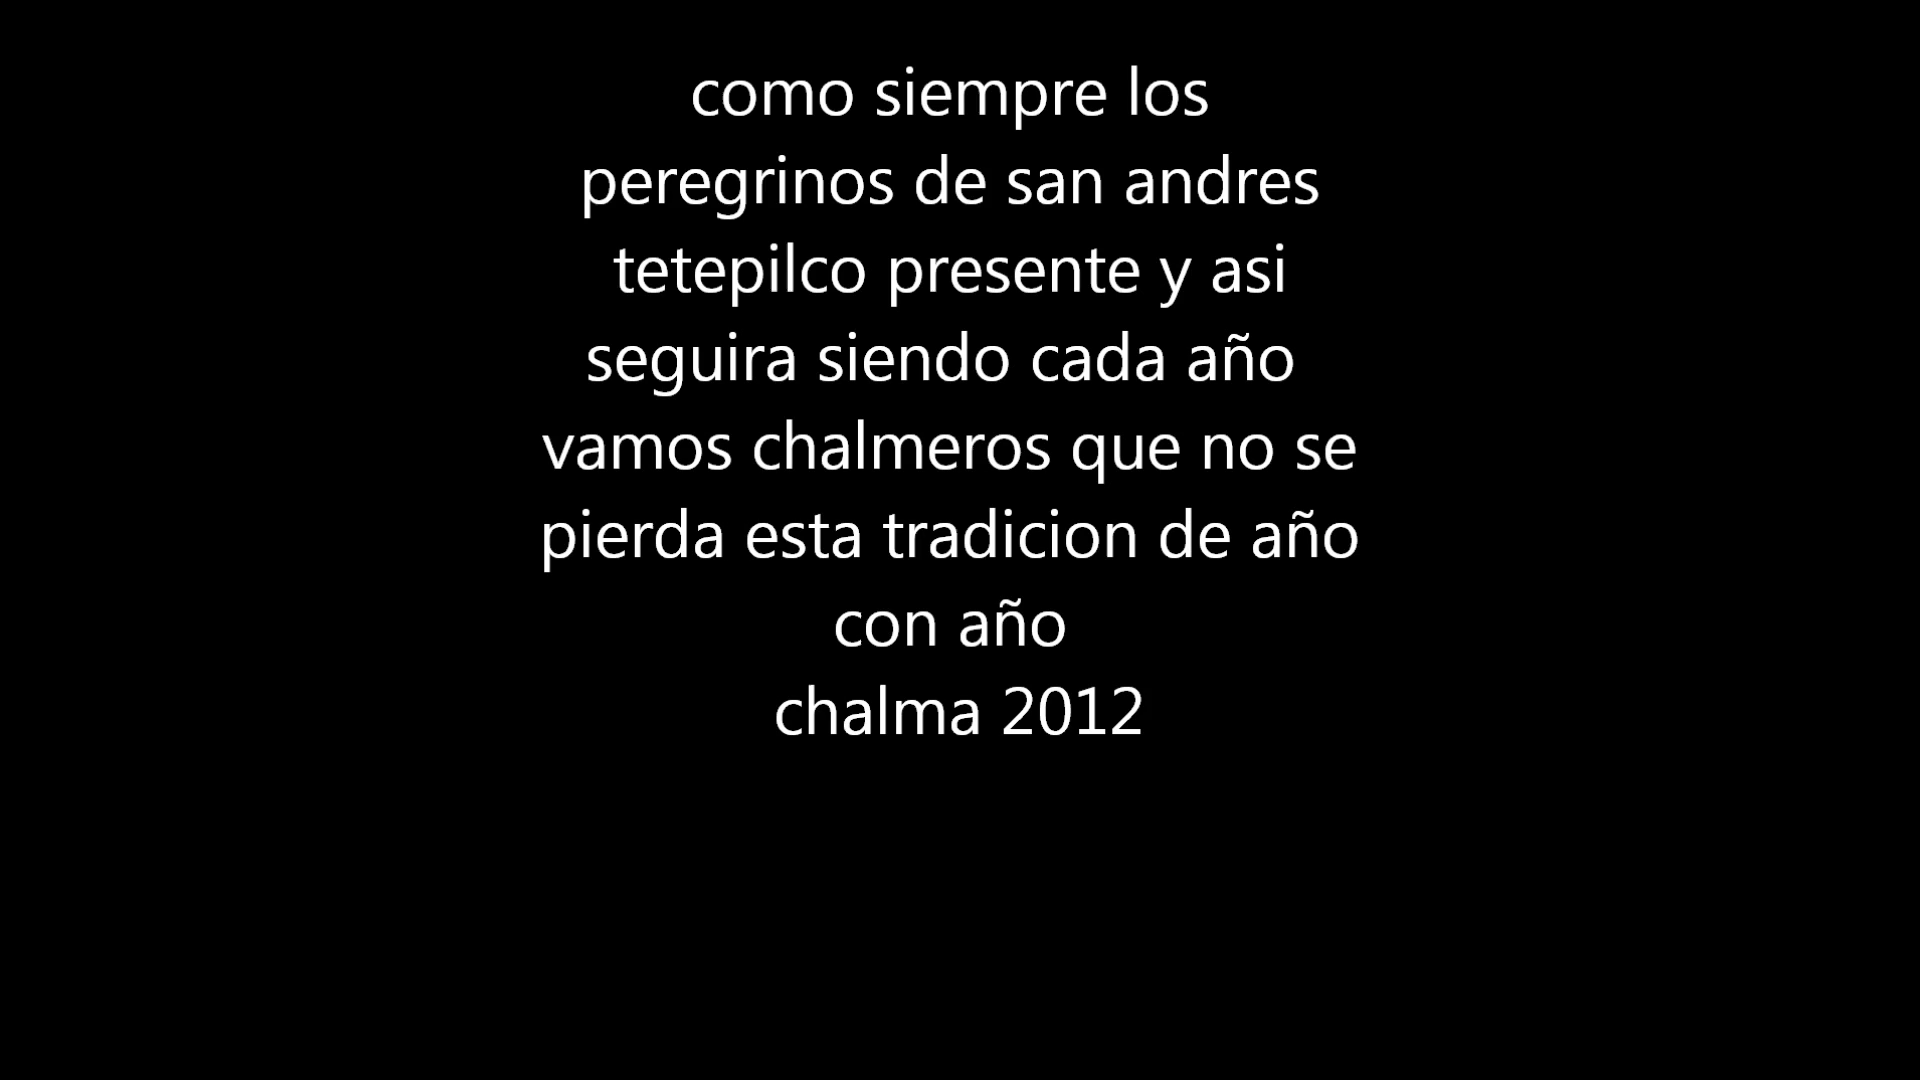 como siempre los
peregrinos de san andres
tetepilco presente y asi
seguira siendo cada año
vamos chalmeros que no se
pierda esta tradicion de año
con año
chalma 2012